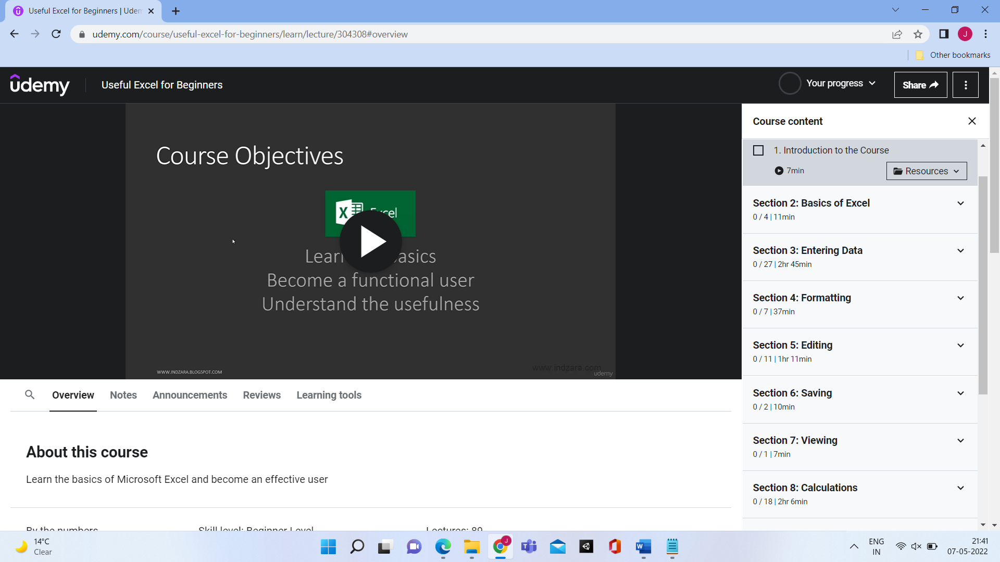 Useful Excel for Beginners | Udem
udemy.com/course/useful-excel-for-beginners/learn/lecture/304308#overview
J
Other bookmarks
udemy
Useful Excel for Beginners
Your progress
Share
Course Objectives
Excel
Become a functional user
Understand the usefulness
WWW.INDZARA.BLOGSPOT.COM
www.indzara.com
udemy
Course content
1. Introduction to the Course
7min
Resources
Section 2: Basics of Excel
0 / 4 | 11min
Section 3: Entering Data
0 / 27 | 2hr 45min
Section 4: Formatting
0 / 7 | 37min
Section 5: Editing
0 / 11 | 1hr 11min
Section 6: Saving
0 / 2 | 10min
Section 7: Viewing
0 / 1 | 7min
Section 8: Calculations
0 / 18 | 2hr 6min
Overview
Notes
Announcements
Reviews
Learning tools
About this course
Learn the basics of Microsoft Excel and become an effective user
By the numbers
Skill level: Beginner Level
Lectures: 89
14°C
Clear
ENG
IN
21:41
07-05-2022